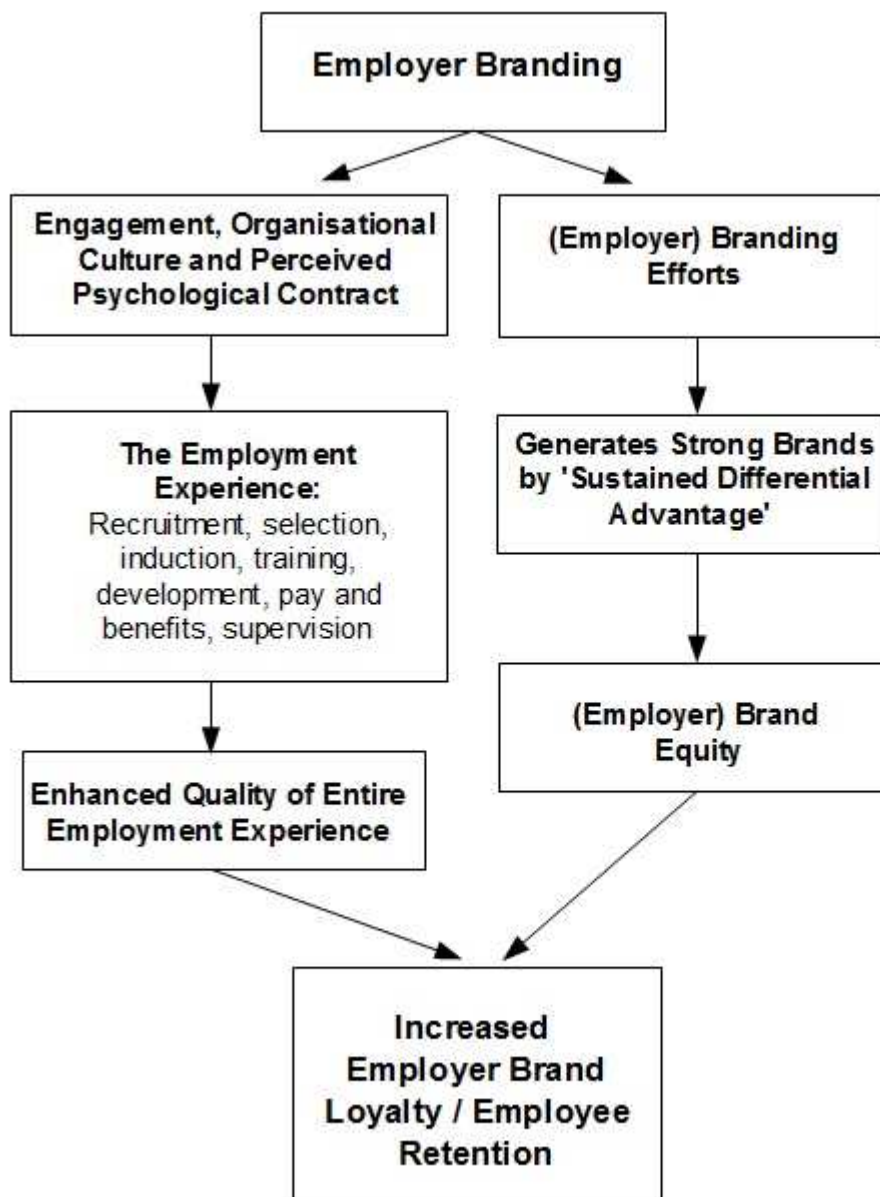 Employer Branding
Engagement, Organisational
Culture and Perceived
Psychological Contract
(Employer) Branding
Efforts
The Employment
Experience:
Recruitment, selection,
induction, training,
development, pay and
benefits, supervision
Generates Strong Brands
by 'Sustained Differential
Advantage'
(Employer) Brand
Equity
Enhanced Quality of Entire
Employment Experience
Increased
Employer Brand
Loyalty / Employee
Retention